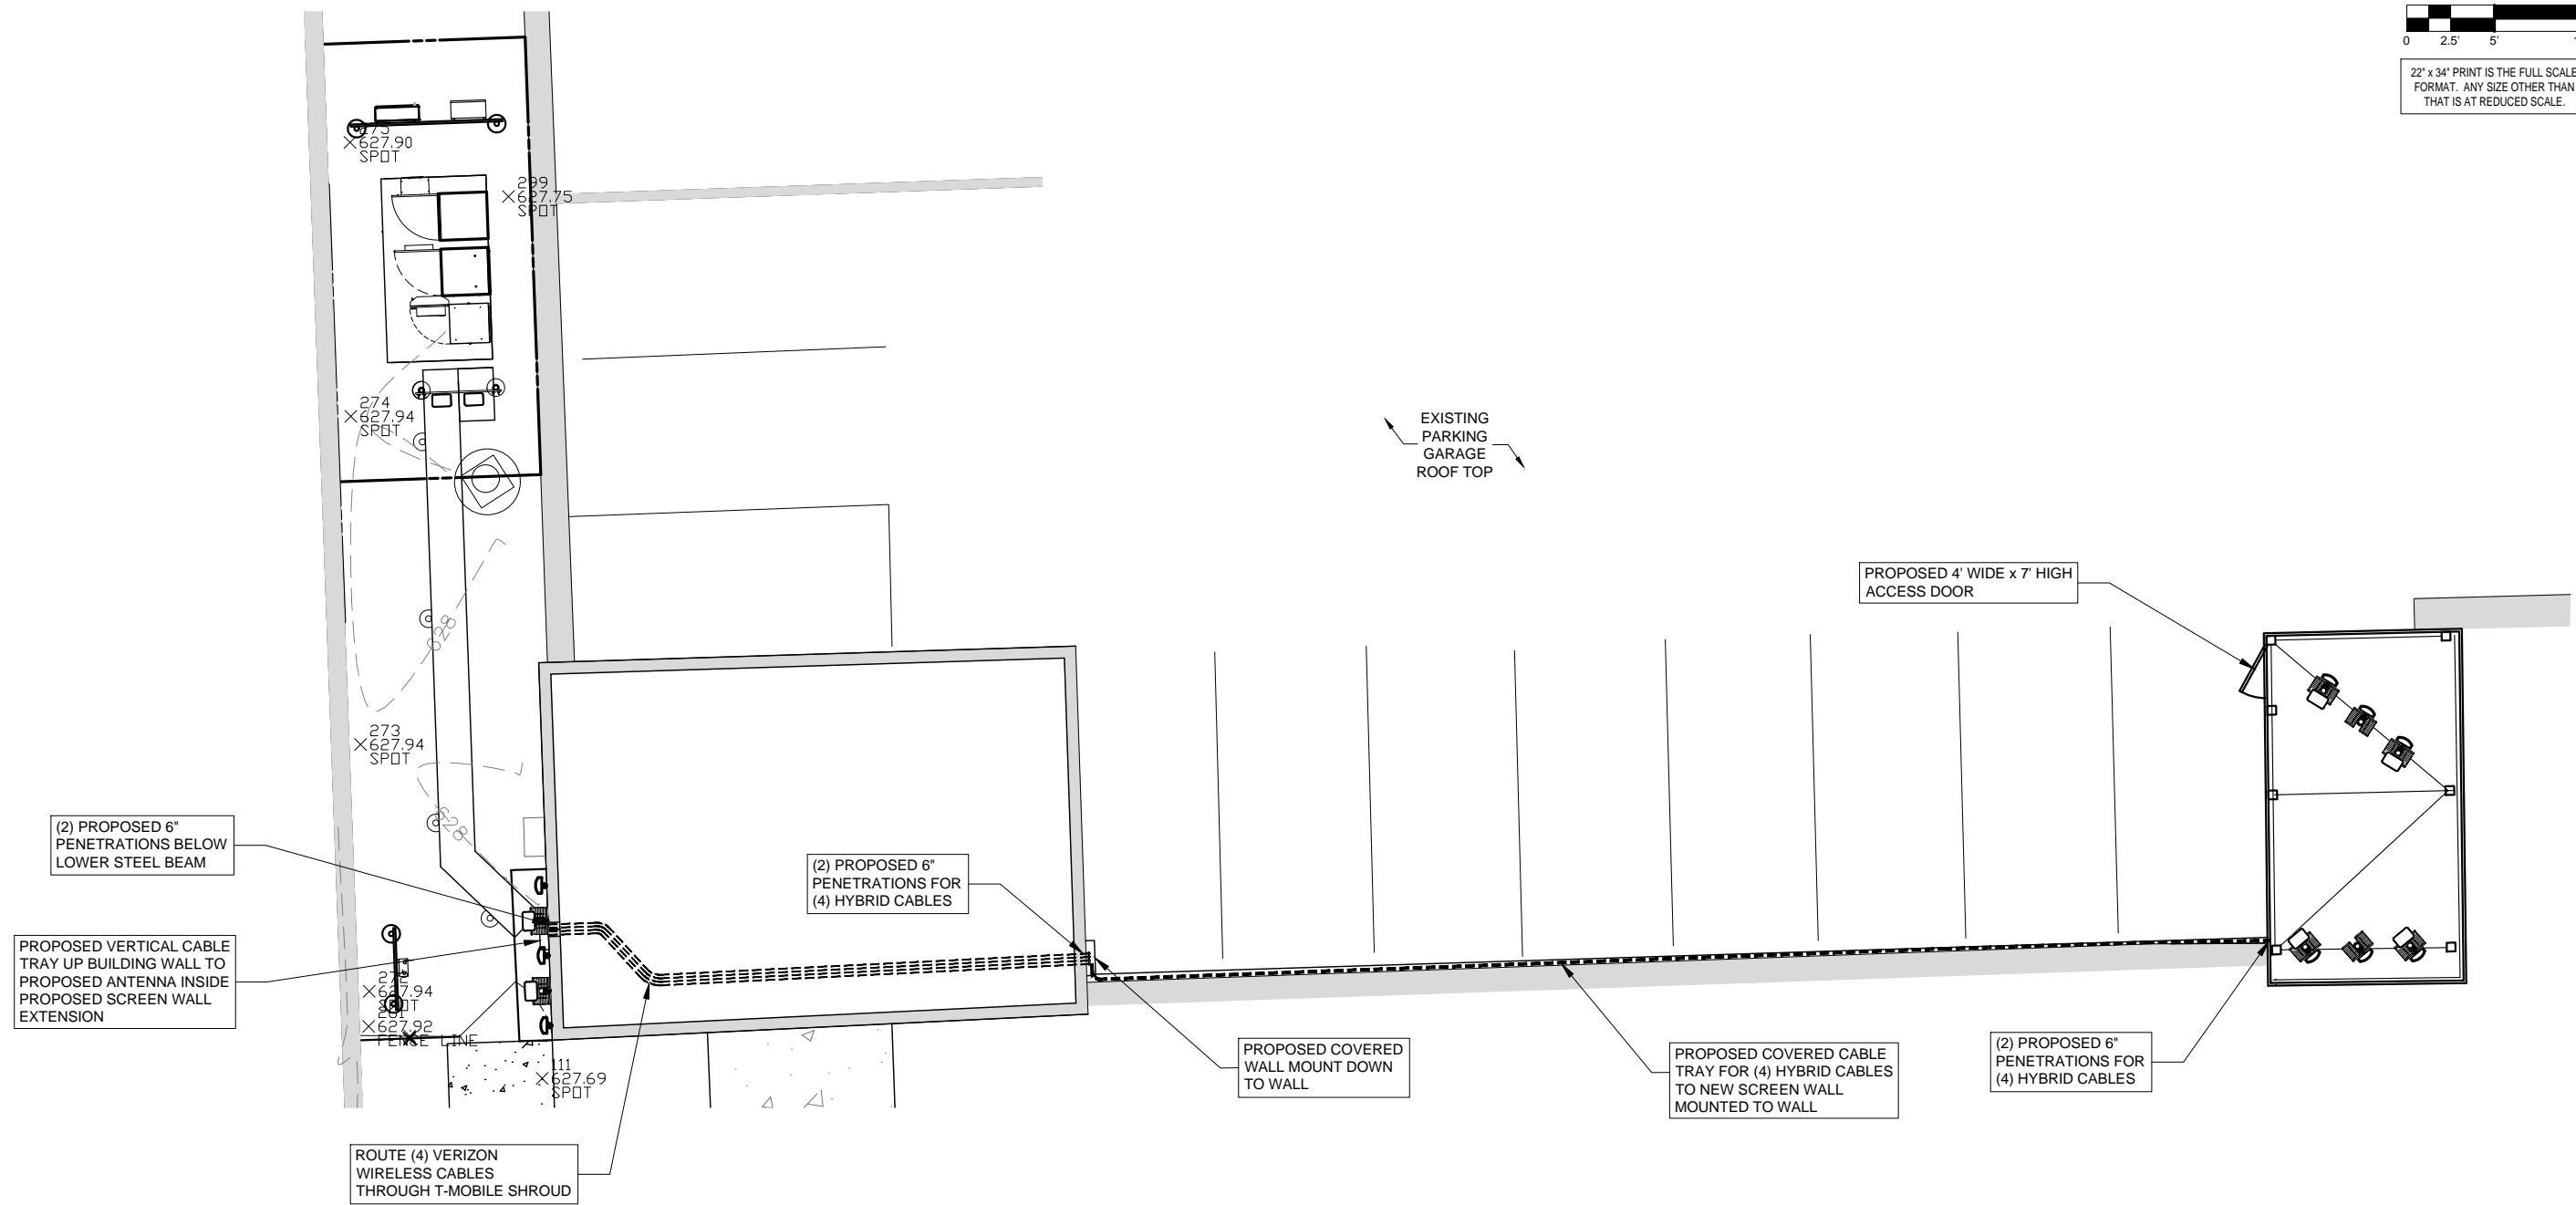 0 2.5' 5'
22" x 34" PRINT IS THE FULL SCALE
FORMAT. ANY SIZE OTHER THAN
THAT IS AT REDUCED SCALE.
627.90
SPOT
299
627.75
SPOT
274
627.94
SPOT
EXISTING
PARKING
GARAGE
ROOF TOP
PROPOSED 4' WIDE x 7' HIGH
ACCESS DOOR
628
273
627.94
SPOT
628
(2) PROPOSED 6"
PENETRATIONS BELOW
LOWER STEEL BEAM
(2) PROPOSED 6"
PENETRATIONS FOR
(4) HYBRID CABLES
PROPOSED VERTICAL CABLE
TRAY UP BUILDING WALL TO
PROPOSED ANTENNA INSIDE
PROPOSED SCREEN WALL
EXTENSION
627.94
SPOT
627.92
FENCE LINE
111
627.69
SPOT
PROPOSED COVERED
WALL MOUNT DOWN
TO WALL
PROPOSED COVERED CABLE
TRAY FOR (4) HYBRID CABLES
TO NEW SCREEN WALL
MOUNTED TO WALL
(2) PROPOSED 6"
PENETRATIONS FOR
(4) HYBRID CABLES
ROUTE (4) VERIZON
WIRELESS CABLES
THROUGH T-MOBILE SHROUD